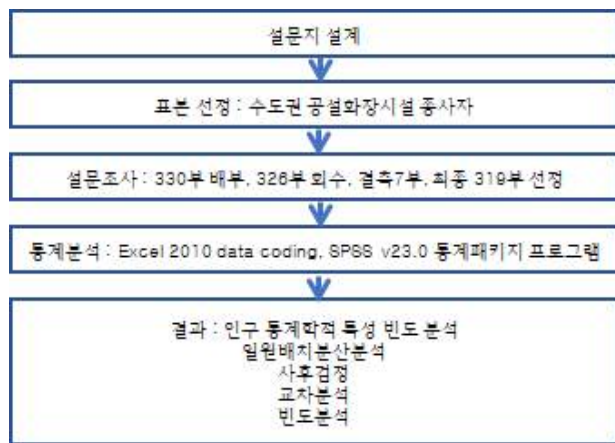 설문지 설계
표본 선정 : 수도권 공설화장시설 종사자
설문조사 : 330부 배부, 326부 회수, 결측7부, 최종 319부 선정
통계분석 : Excel 2010 data coding, SPSS v23.0 통계패키지 프로그램
결과 : 인구 통계학적 특성 빈도 분석
일원배치분산분석
사후검정
교차분석
빈도분석